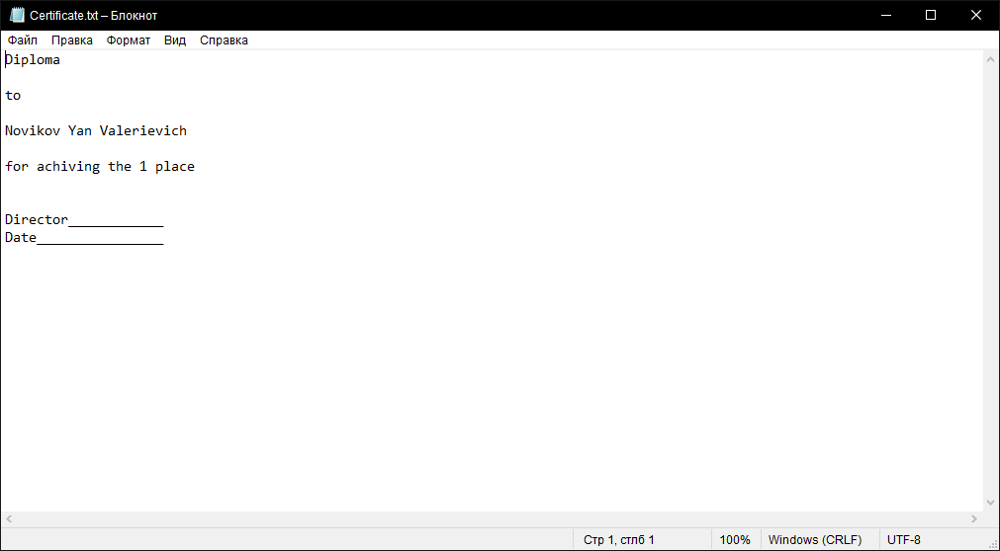 Certificate.txt – Блокнот
Файл Правка Формат Вид Справка
Diploma
to
Novikov Yan Valerievich
for achiving the 1 place
Director____________
Date________________
Стр 1, стлб 1 100% Windows (CRLF) UTF-8